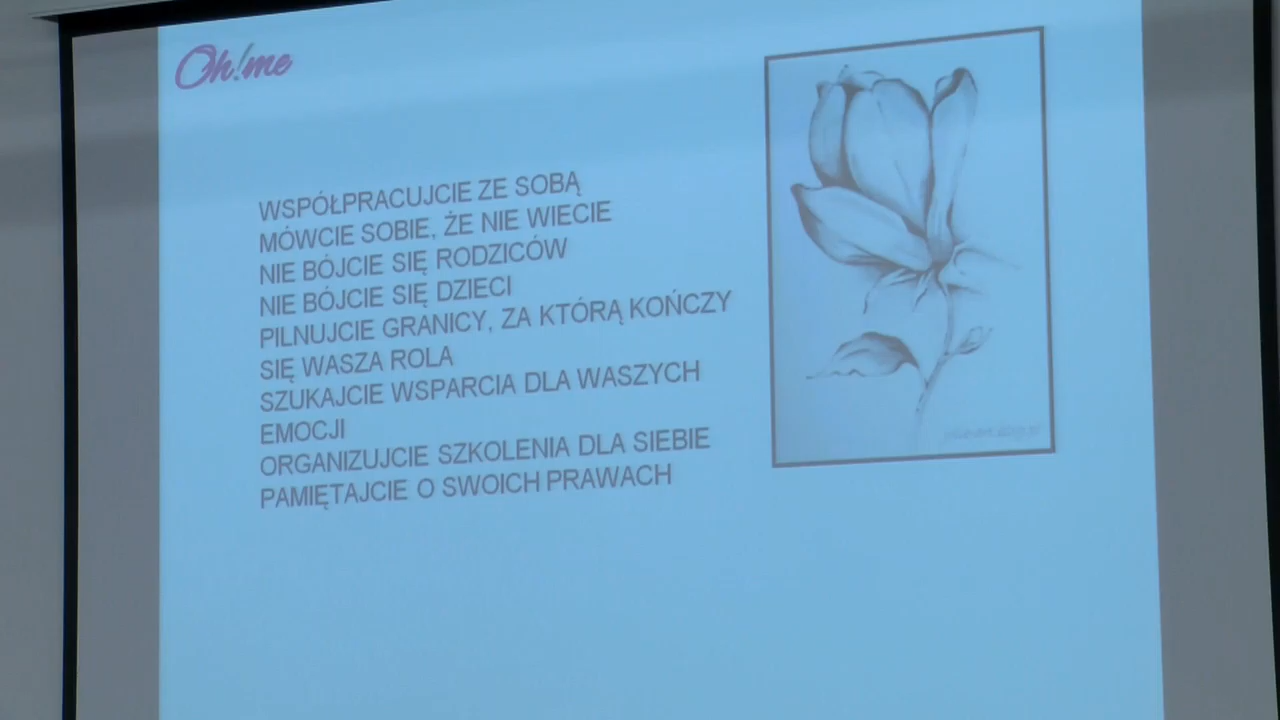 Oh!me
WSPÓŁPRACUJCIE ZE SOBĄ
MÓWCIE SOBIE, ŻE NIE WIECIE
NIE BÓJCIE SIĘ RODZICÓW
NIE BÓJCIE SIĘ DZIECI
PILNUJCIE GRANICY, ZA KTÓRĄ KOŃCZY
SIĘ WASZA ROLA
SZUKAJCIE WSPARCIA DLA WASZYCH
EMOCJI
ORGANIZUJCIE SZKOLENIA DLA SIEBIE
PAMIĘTAJCIE O SWOICH PRAWACH